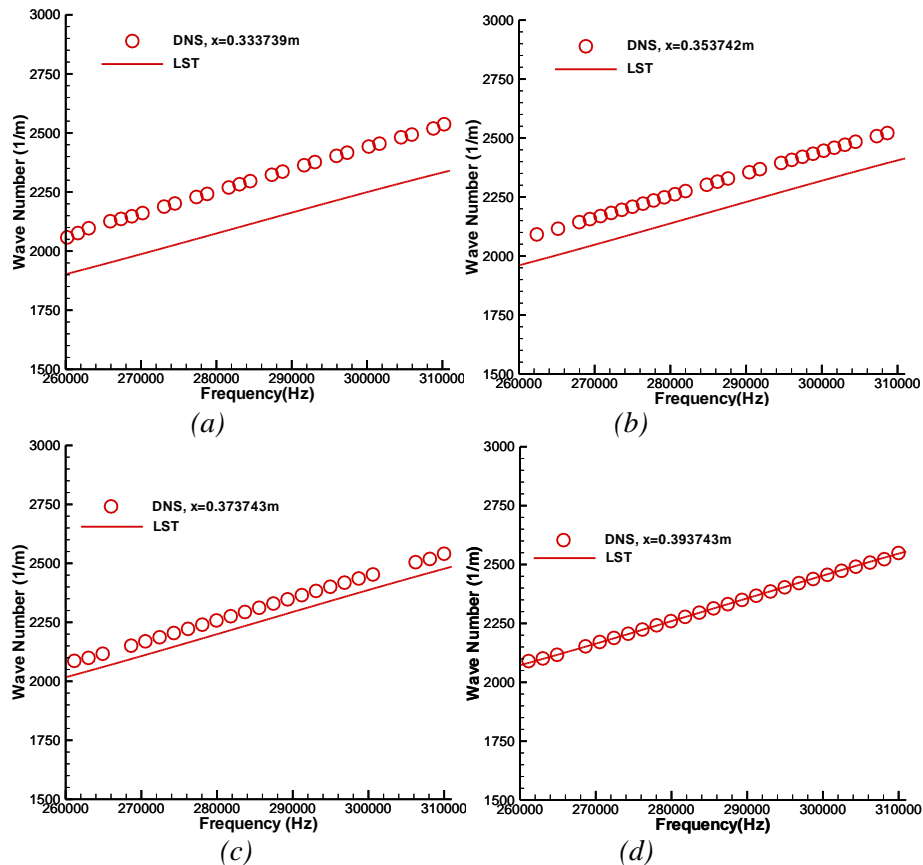 3000
2750
2500
2250
2000
1750
1500
Wave Number (1/m)
DNS, x=0.333739m
LST
260000 270000 280000 290000 300000 310000
Frequency(Hz)
(a)
3000
2750
2500
2250
2000
1750
1500
Wave Number (1/m)
DNS, x=0.353742m
LST
260000 270000 280000 290000 300000 310000
Frequency(Hz)
(b)
3000
2750
2500
2250
2000
1750
1500
Wave Number (1/m)
DNS, x=0.373743m
LST
260000 270000 280000 290000 300000 310000
Frequency (Hz)
(c)
3000
2750
2500
2250
2000
1750
1500
Wave Number (1/m)
DNS, x=0.393743m
LST
260000 270000 280000 290000 300000 310000
Frequency(Hz)
(d)